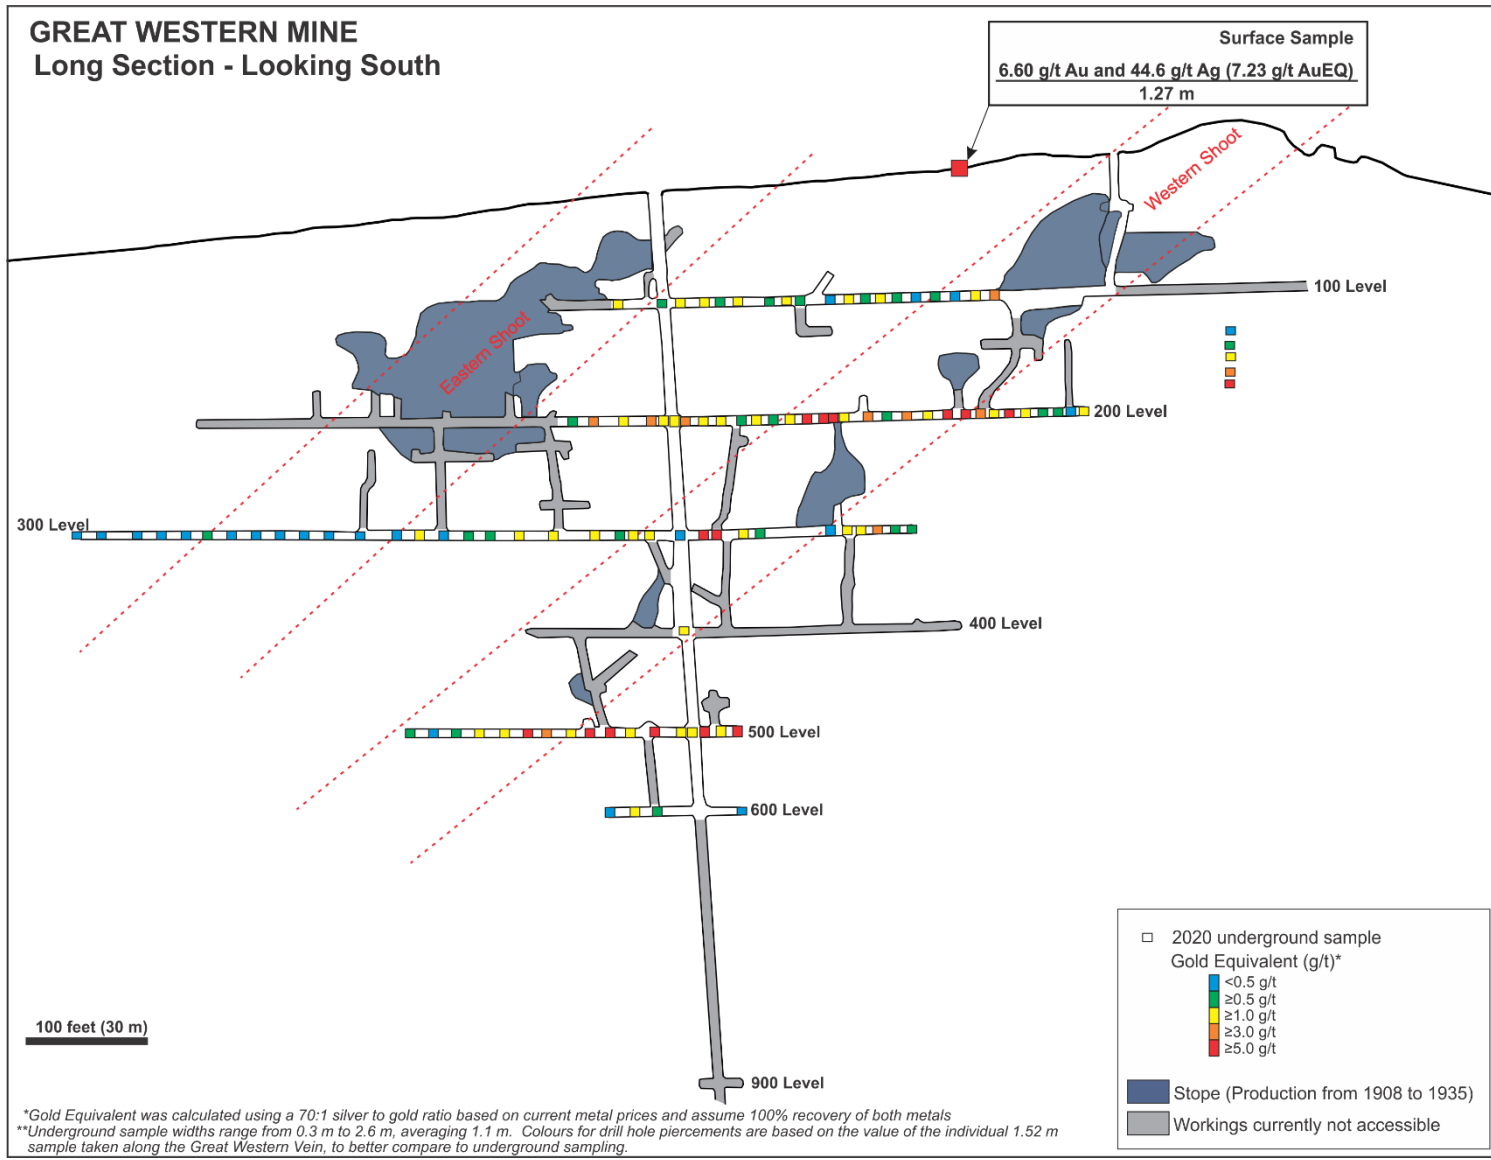 GREAT WESTERN MINE
Long Section - Looking South
Surface Sample
6.60 g/t Au and 44.6 g/t Ag (7.23 g/t AuEQ)
1.27 m
Western Shoot
100 Level
Eastern Shoot
200 Level
300 Level
400 Level
500 Level
600 Level
2020 underground sample
Gold Equivalent (g/t)*
<0.5 g/t
≥0.5 g/t
≥1.0 g/t
≥3.0 g/t
≥5.0 g/t
100 feet (30 m)
900 Level
Stope (Production from 1908 to 1935)
Workings currently not accessible
*Gold Equivalent was calculated using a 70:1 silver to gold ratio based on current metal prices and assume 100% recovery of both metals
**Underground sample widths range from 0.3 m to 2.6 m, averaging 1.1 m. Colours for drill hole piercements are based on the value of the individual 1.52 m
sample taken along the Great Western Vein, to better compare to underground sampling.